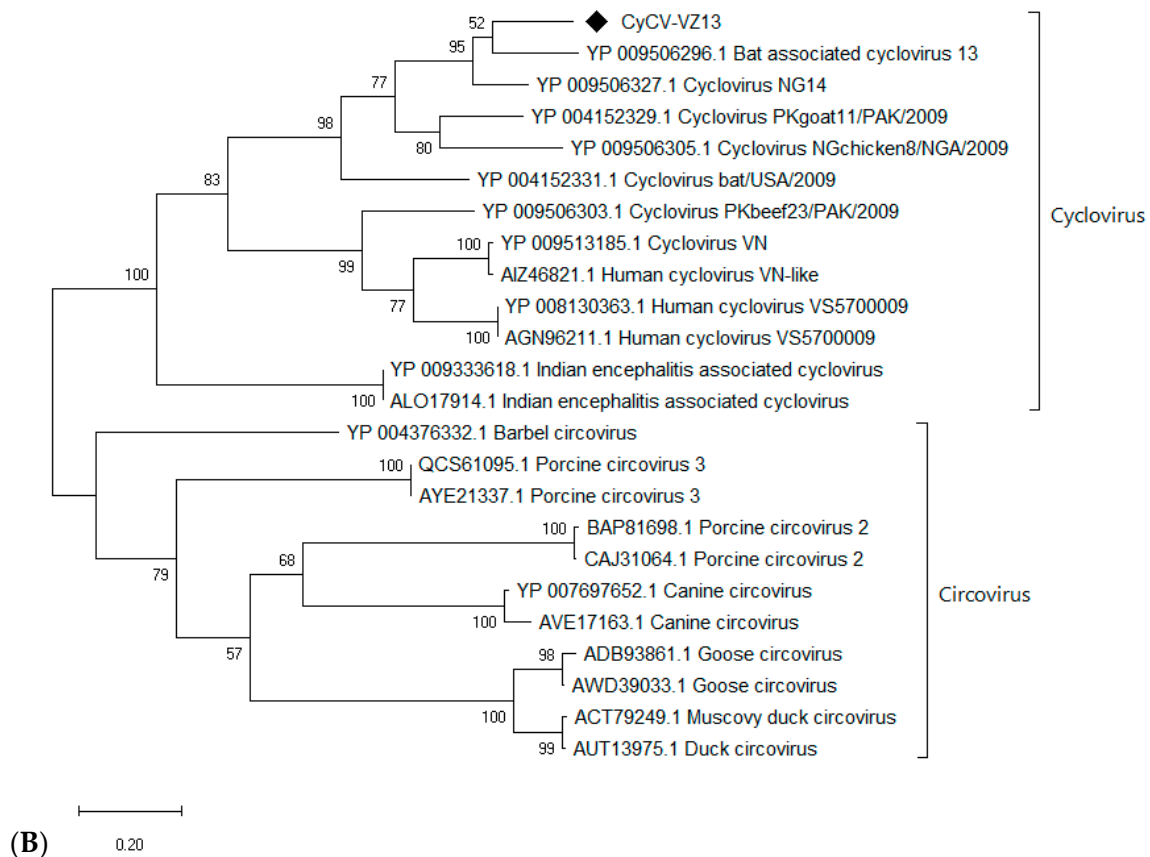 52
CyCV-VZ13
YP 009506296.1 Bat associated cyclovirus 13
95
YP 009506327.1 Cyclovirus NG14
77
YP 004152329.1 Cyclovirus PKgoat11/PAK/2009
98
80
YP 009506305.1 Cyclovirus NGchicken8/NGA/2009
83
YP 004152331.1 Cyclovirus bat/USA/2009
YP 009506303.1 Cyclovirus PKbeef23/PAK/2009
Cyclovirus
100 YP 009513185.1 Cyclovirus VN
99
100
AIZ46821.1 Human cyclovirus VN-like
77
YP 008130363.1 Human cyclovirus VS5700009
100 AGN96211.1 Human cyclovirus VS5700009
YP 009333618.1 Indian encephalitis associated cyclovirus
100 ALO17914.1 Indian encephalitis associated cyclovirus
YP 004376332.1 Barbel circovirus
100 QCS61095.1 Porcine circovirus 3
AYE21337.1 Porcine circovirus 3
100 BAP81698.1 Porcine circovirus 2
79
68
CAJ31064.1 Porcine circovirus 2
YP 007697652.1 Canine circovirus
Circovirus
100 AVE17163.1 Canine circovirus
57
98 ADB93861.1 Goose circovirus
AWD39033.1 Goose circovirus
100
ACT79249.1 Muscovy duck circovirus
99 AUT13975.1 Duck circovirus
(B)
0.20